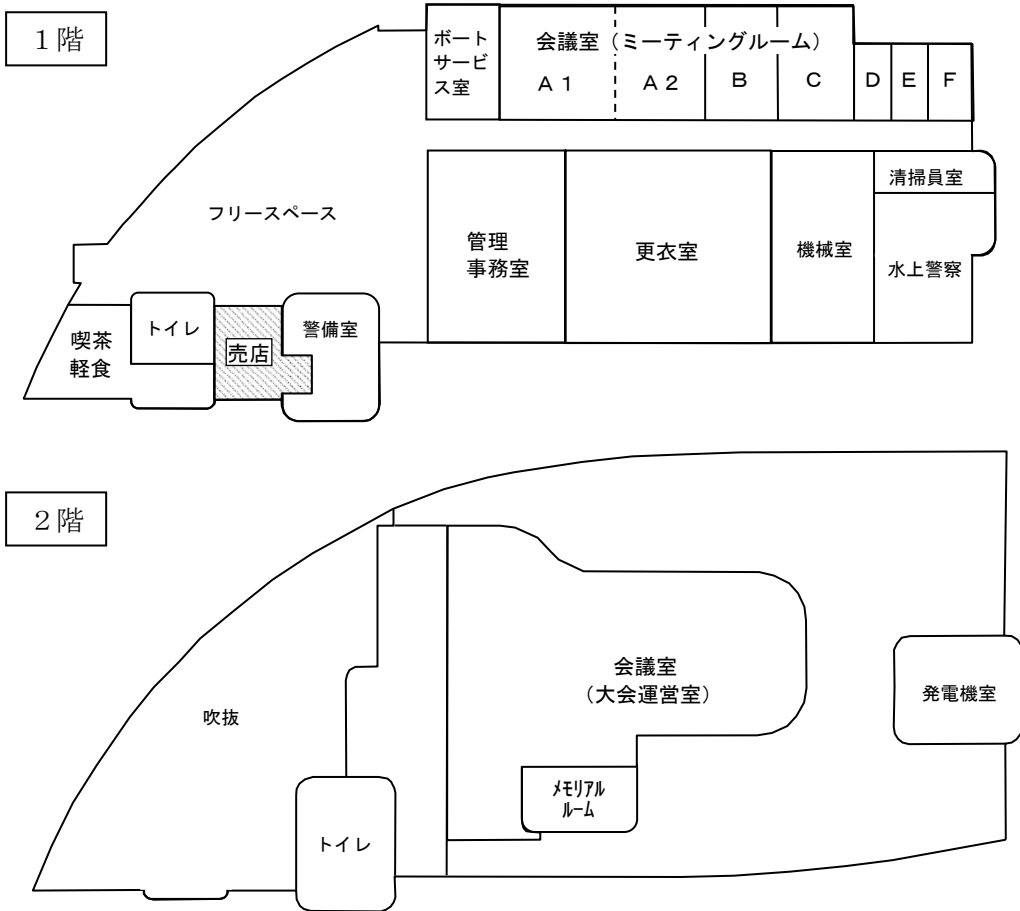 １階
ボート
サービ
ス室
会議室（ミーティングルーム）
Ａ１
Ａ２
Ｂ
Ｃ
Ｄ
Ｅ
Ｆ
清掃員室
フリースペース
管理
事務室
更衣室
機械室
水上警察
喫茶
軽食
トイレ
売店
警備室
２階
会議室
（大会運営室）
発電機室
吹抜
メモリアル
ルーム
トイレ